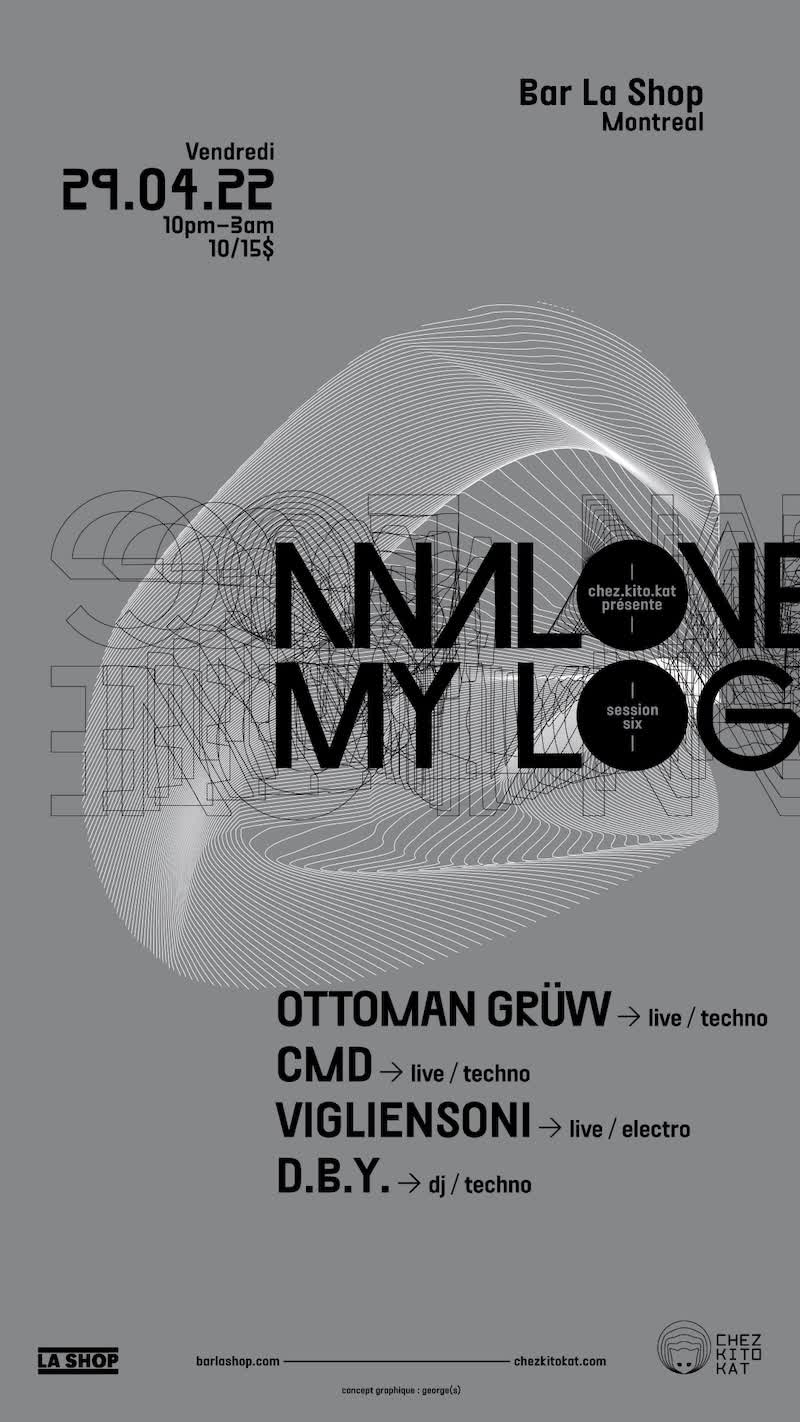 Bar La Shop
Montreal
Vendredi
29.04.22
10pm–3am
10/15$
chez.kito.kat
présente
MY LOG
session
six
OTTOMAN GRÜW → live / techno
CMD → live / techno
VIGLIENSONI → live / electro
D.B.Y. → dj / techno
LA SHOP
barlashop.com
chezkitokat.com
CHEZ
KITO
KAT
concept graphique : george(s)